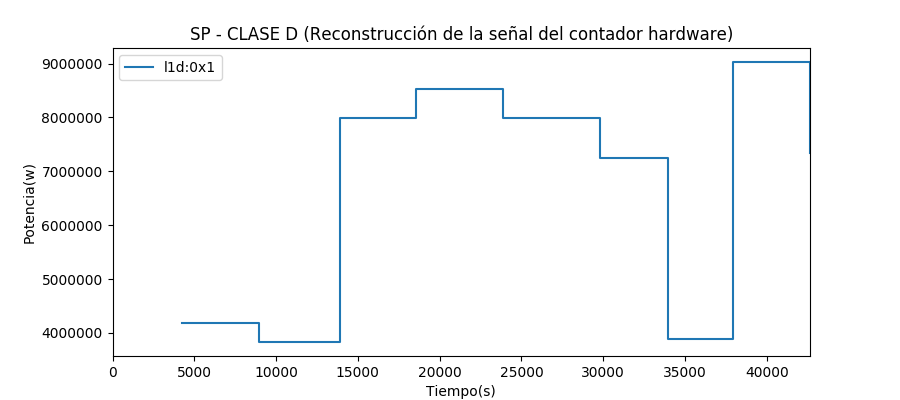 SP - CLASE D (Reconstrucción de la señal del contador hardware)
l1d:0x1
Potencia(w)
9000000
8000000
7000000
6000000
5000000
4000000
0 5000 10000 15000 20000 25000 30000 35000 40000
Tiempo(s)